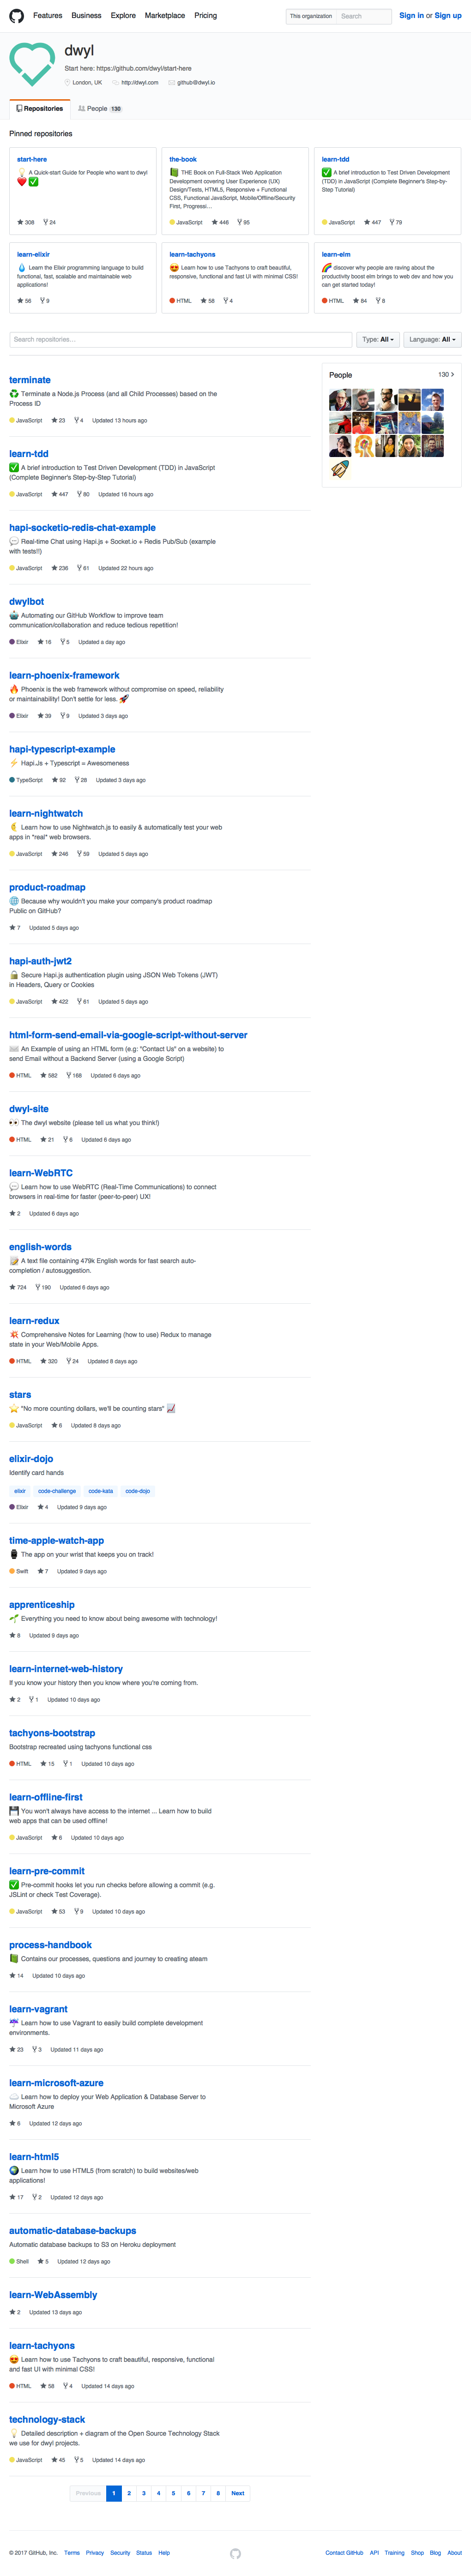 Features Business Explore Marketplace Pricing This organization Search Sign in or Sign up
dwyl
Start here: https://github.com/dwyl/start-here
London, UK http://dwyl.com github@dwyl.io
Repositories People 130
Pinned repositories
start-here
A Quick-start Guide for People who want to dwyl
308 24
the-book
THE Book on Full-Stack Web Application
Development covering User Experience (UX)
Design/Tests, HTML5, Responsive + Functional
CSS, Functional JavaScript, Mobile/Offline/Security
First, Progressi…
JavaScript 446 95
learn-tdd
A brief introduction to Test Driven Development
(TDD) in JavaScript (Complete Beginner's Step-by-
Step Tutorial)
JavaScript 447 79
learn-elixir
Learn the Elixir programming language to build
functional, fast, scalable and maintainable web
applications!
56 9
learn-tachyons
Learn how to use Tachyons to craft beautiful,
responsive, functional and fast UI with minimal CSS!
HTML 58 4
learn-elm
discover why people are raving about the
productivity boost elm brings to web dev and how you
can get started today!
HTML 84 8
Search repositories… Type: All Language: All
People 130
terminate
Terminate a Node.js Process (and all Child Processes) based on the
Process ID
JavaScript 23 4 Updated 13 hours ago
learn-tdd
A brief introduction to Test Driven Development (TDD) in JavaScript
(Complete Beginner's Step-by-Step Tutorial)
JavaScript 447 80 Updated 16 hours ago
hapi-socketio-redis-chat-example
Real-time Chat using Hapi.js + Socket.io + Redis Pub/Sub (example
with tests!!)
JavaScript 236 61 Updated 22 hours ago
dwylbot
Automating our GitHub Workflow to improve team
communication/collaboration and reduce tedious repetition!
Elixir 16 5 Updated a day ago
learn-phoenix-framework
Phoenix is the web framework without compromise on speed, reliability
or maintainability! Don't settle for less.
Elixir 39 9 Updated 3 days ago
hapi-typescript-example
Hapi.Js + Typescript = Awesomeness
TypeScript 92 28 Updated 3 days ago
learn-nightwatch
Learn how to use Nightwatch.js to easily & automatically test your web
apps in *real* web browsers.
JavaScript 246 59 Updated 5 days ago
product-roadmap
Because why wouldn't you make your company's product roadmap
Public on GitHub?
7 Updated 5 days ago
hapi-auth-jwt2
Secure Hapi.js authentication plugin using JSON Web Tokens (JWT)
in Headers, Query or Cookies
JavaScript 422 61 Updated 5 days ago
html-form-send-email-via-google-script-without-server
An Example of using an HTML form (e.g: "Contact Us" on a website) to
send Email without a Backend Server (using a Google Script)
HTML 582 168 Updated 6 days ago
dwyl-site
The dwyl website (please tell us what you think!)
HTML 21 6 Updated 6 days ago
learn-WebRTC
Learn how to use WebRTC (Real-Time Communications) to connect
browsers in real-time for faster (peer-to-peer) UX!
2 Updated 6 days ago
english-words
A text file containing 479k English words for fast search auto-
completion / autosuggestion.
724 190 Updated 8 days ago
learn-redux
Comprehensive Notes for Learning (how to use) Redux to manage
state in your Web/Mobile Apps.
HTML 320 24 Updated 8 days ago
stars
"No more counting dollars, we'll be counting stars"
JavaScript 6 Updated 8 days ago
elixir-dojo
Identify card hands
elixir code-challenge code-kata code-dojo
Elixir 4 Updated 9 days ago
time-apple-watch-app
The app on your wrist that keeps you on track!
Swift 7 Updated 9 days ago
apprenticeship
Everything you need to know about being awesome with technology!
8 Updated 9 days ago
learn-internet-web-history
If you know your history then you know where you're coming from.
2 1 Updated 10 days ago
tachyons-bootstrap
Bootstrap recreated using tachyons functional css
HTML 15 1 Updated 10 days ago
learn-offline-first
You won't always have access to the internet ... Learn how to build
web apps that can be used offline!
JavaScript 6 Updated 10 days ago
learn-pre-commit
Pre-commit hooks let you run checks before allowing a commit (e.g.
JSLint or check Test Coverage).
JavaScript 53 9 Updated 10 days ago
process-handbook
Contains our processes, questions and journey to creating ateam
14 Updated 10 days ago
learn-vagrant
Learn how to use Vagrant to easily build complete development
environments.
23 3 Updated 11 days ago
learn-microsoft-azure
Learn how to deploy your Web Application & Database Server to
Microsoft Azure
6 Updated 12 days ago
learn-html5
Learn how to use HTML5 (from scratch) to build websites/web
applications!
17 2 Updated 12 days ago
automatic-database-backups
Automatic database backups to S3 on Heroku deployment
Shell 5 Updated 12 days ago
learn-WebAssembly
2 Updated 13 days ago
learn-tachyons
Learn how to use Tachyons to craft beautiful, responsive, functional
and fast UI with minimal CSS!
HTML 58 4 Updated 14 days ago
technology-stack
Detailed description + diagram of the Open Source Technology Stack
we use for dwyl projects.
JavaScript 45 5 Updated 14 days ago
Previous 1 2 3 4 5 6 7 8 Next
© 2017 GitHub, Inc. Terms Privacy Security Status Help Contact GitHub API Training Shop Blog About